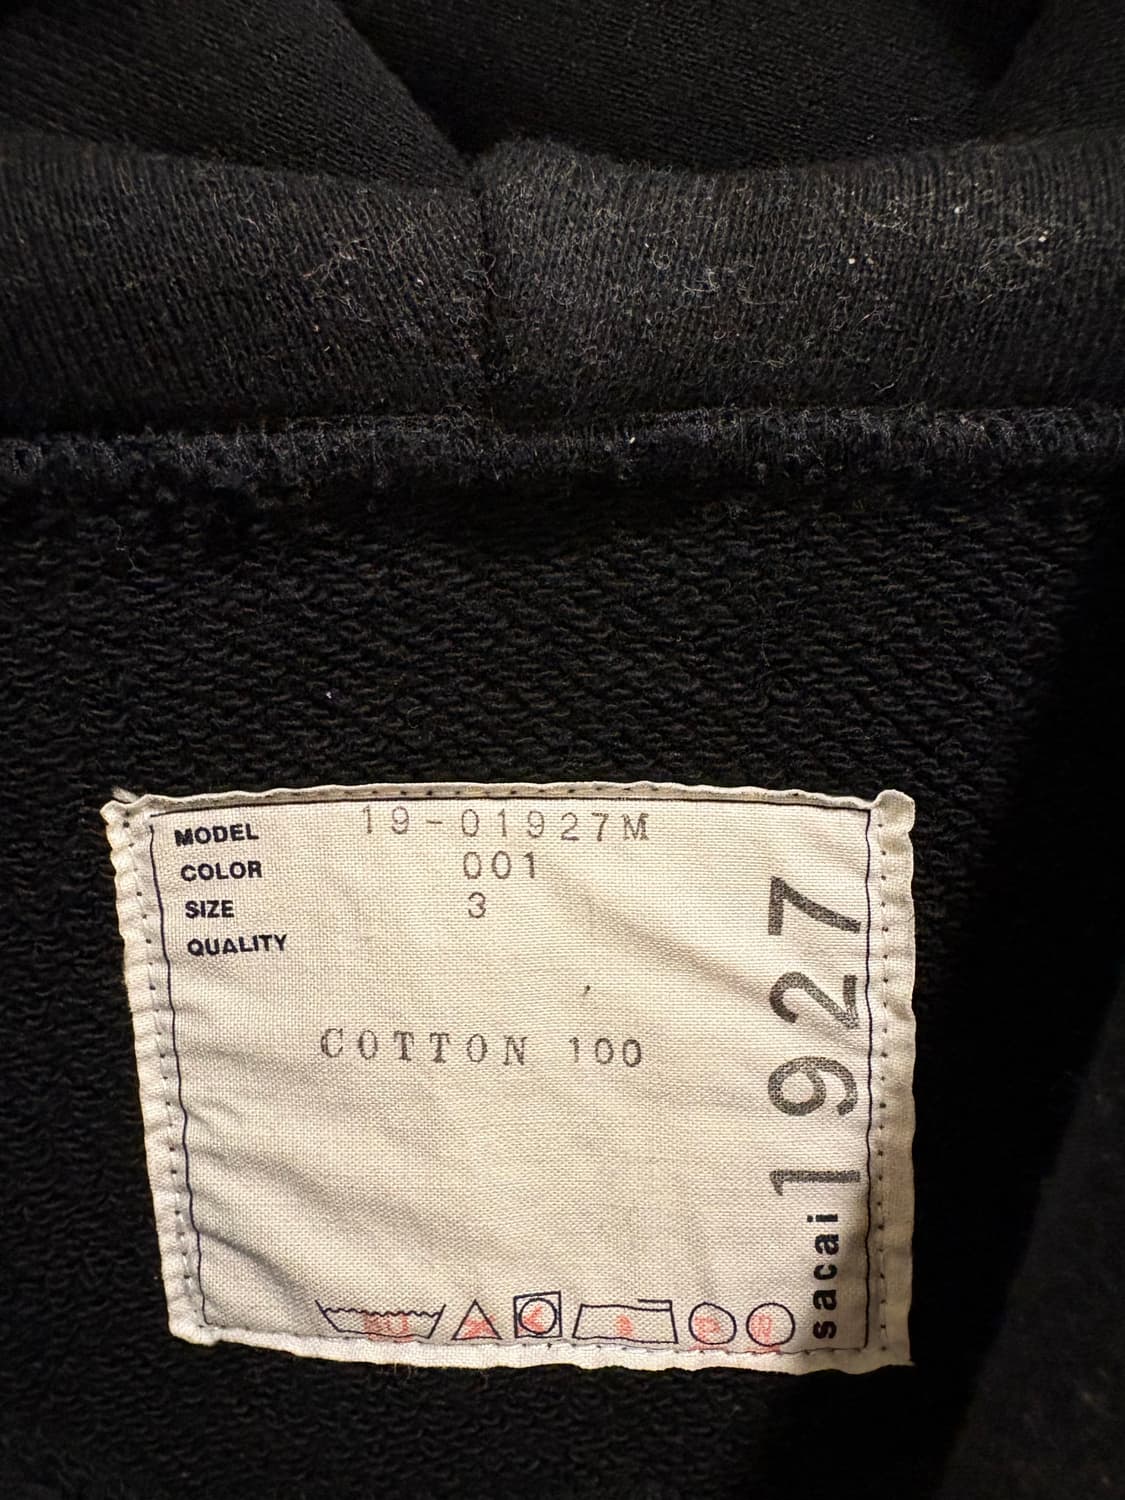 MODEL 19-01927M
COLOR 001
SIZE 3
QUALITY
COTTON 100
sacai 1927